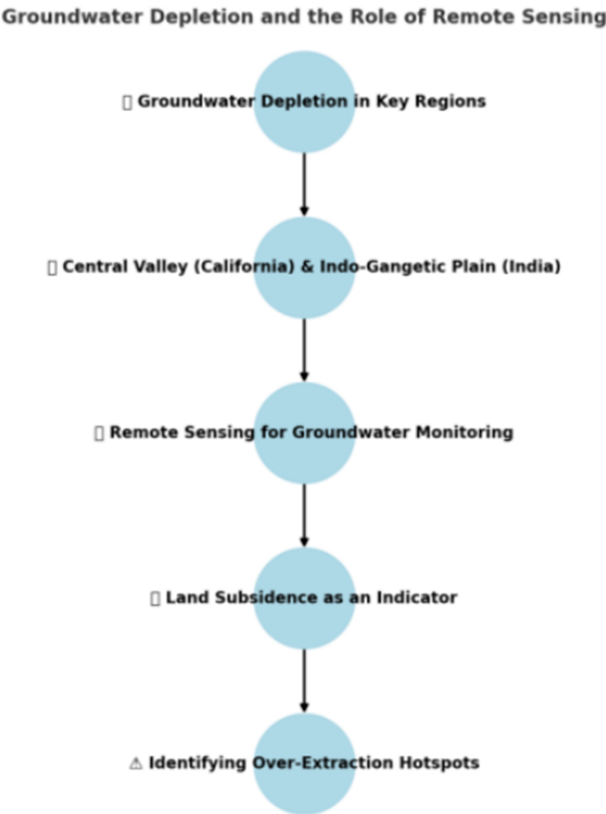 Groundwater Depletion and the Role of Remote Sensing
▯ Groundwater Depletion in Key Regions
▯ Central Valley (California) & Indo-Gangetic Plain (India)
▯ Remote Sensing for Groundwater Monitoring
▯ Land Subsidence as an Indicator
⚠ Identifying Over-Extraction Hotspots